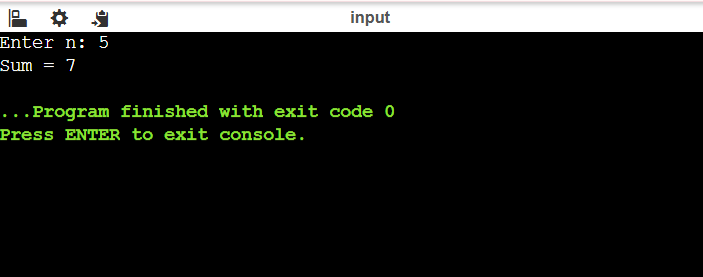 input
Enter n: 5
Sum = 7
...Program finished with exit code 0
Press ENTER to exit console.